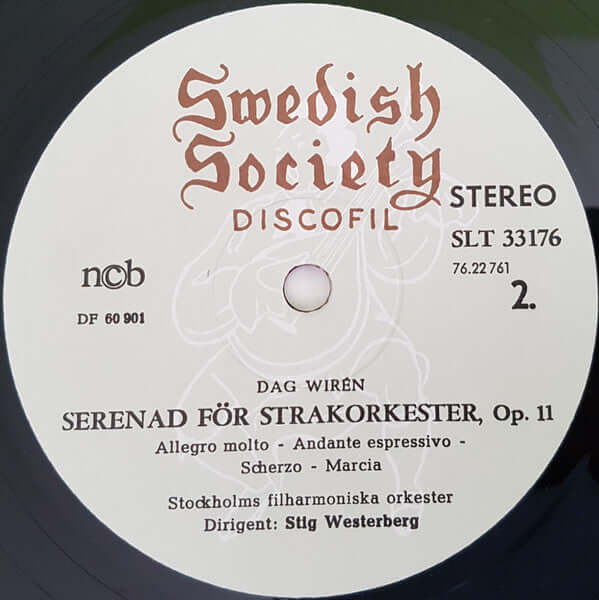 Swedish
Society
DISCOFIL
STEREO
SLT 33176
76.22 761
2.
ncb
DF 60 901
DAG WIRÉN
SERENAD FÖR STRAKORKESTER, Op. 11
Allegro molto - Andante espressivo -
Scherzo - Marcia
Stockholms filharmoniska orkester
Dirigent: Stig Westerberg